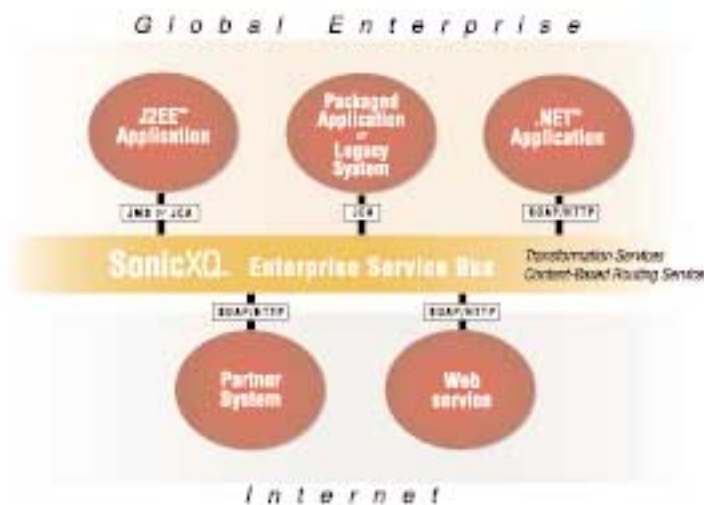 Global Enterprise
J2EE™
Application
Packaged
Application
or
Legacy
System
.NET™
Application
JMS or JCA
JCA
SOAP/HTTP
SonicXQ™ Enterprise Service Bus
Transformation Services
Content-Based Routing Service
SOAP/HTTP
SOAP/HTTP
Partner
System
Web
service
Internet